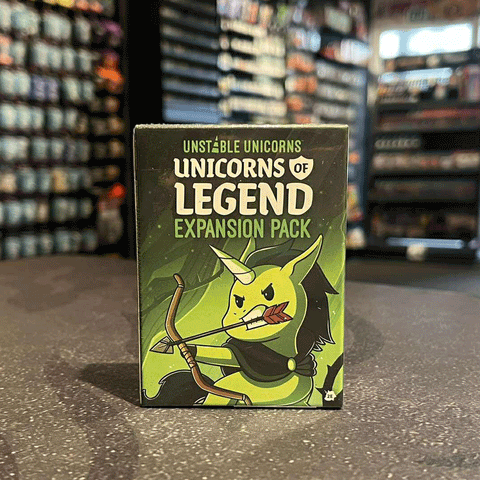 UNSTABLE UNICORNS
UNICORNS OF
LEGEND
EXPANSION PACK